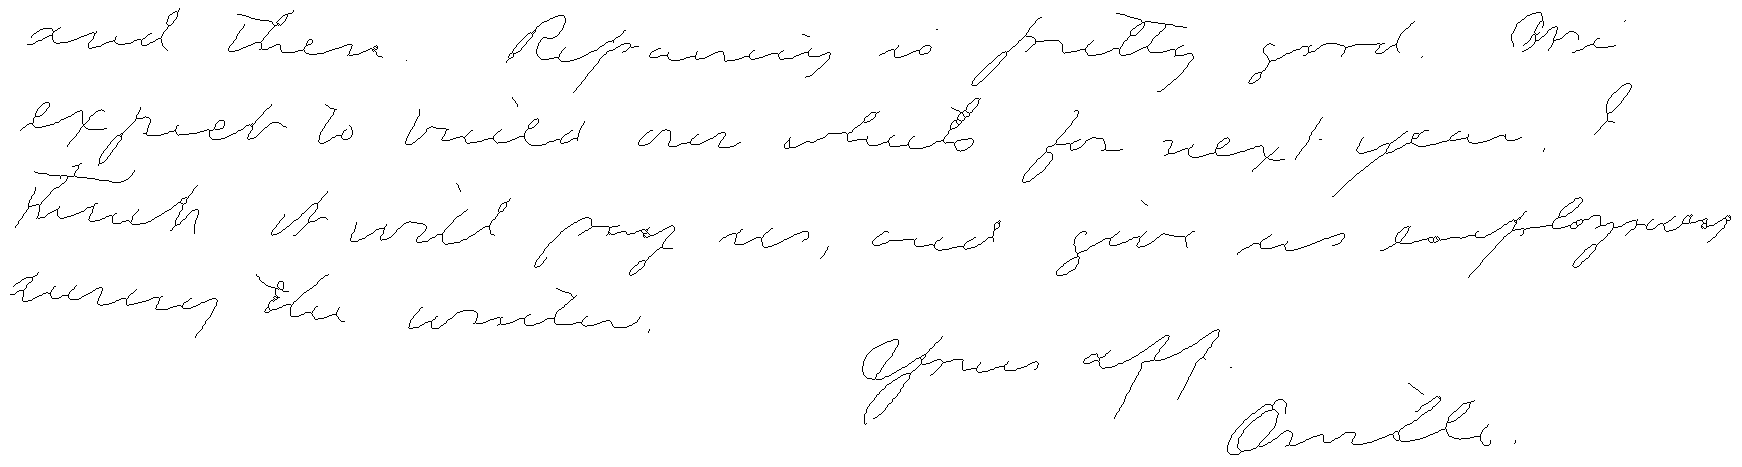 and then. Repairing is pretty good. We
expect to build our wheels for next year. I
think it will pay us, and give us employment
during the winter.
Yours aff.
Orville.